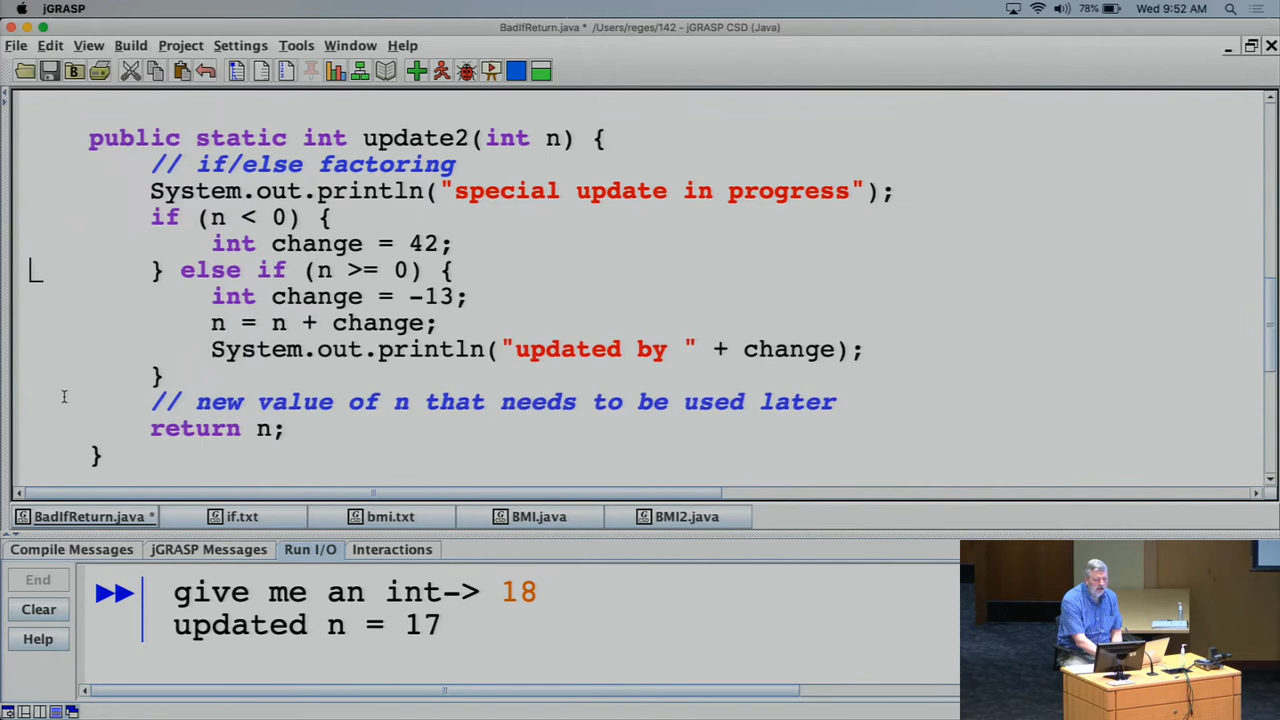 jGRASP
78%
Wed 9:52 AM
BadIfReturn.java * /Users/reges/142 - jGRASP CSD (Java)
File Edit View Build Project Settings Tools Window Help
public static int update2(int n) {
// if/else factoring
System.out.println("special update in progress");
if (n < 0) {
int change = 42;
} else if (n >= 0) {
int change = -13;
n = n + change;
System.out.println("updated by " + change);
}
// new value of n that needs to be used later
return n;
}
BadIfReturn.java * if.txt bmi.txt BMI.java BMI2.java
Compile Messages jGRASP Messages Run I/O Interactions
End
Clear
Help
give me an int-> 18
updated n = 17